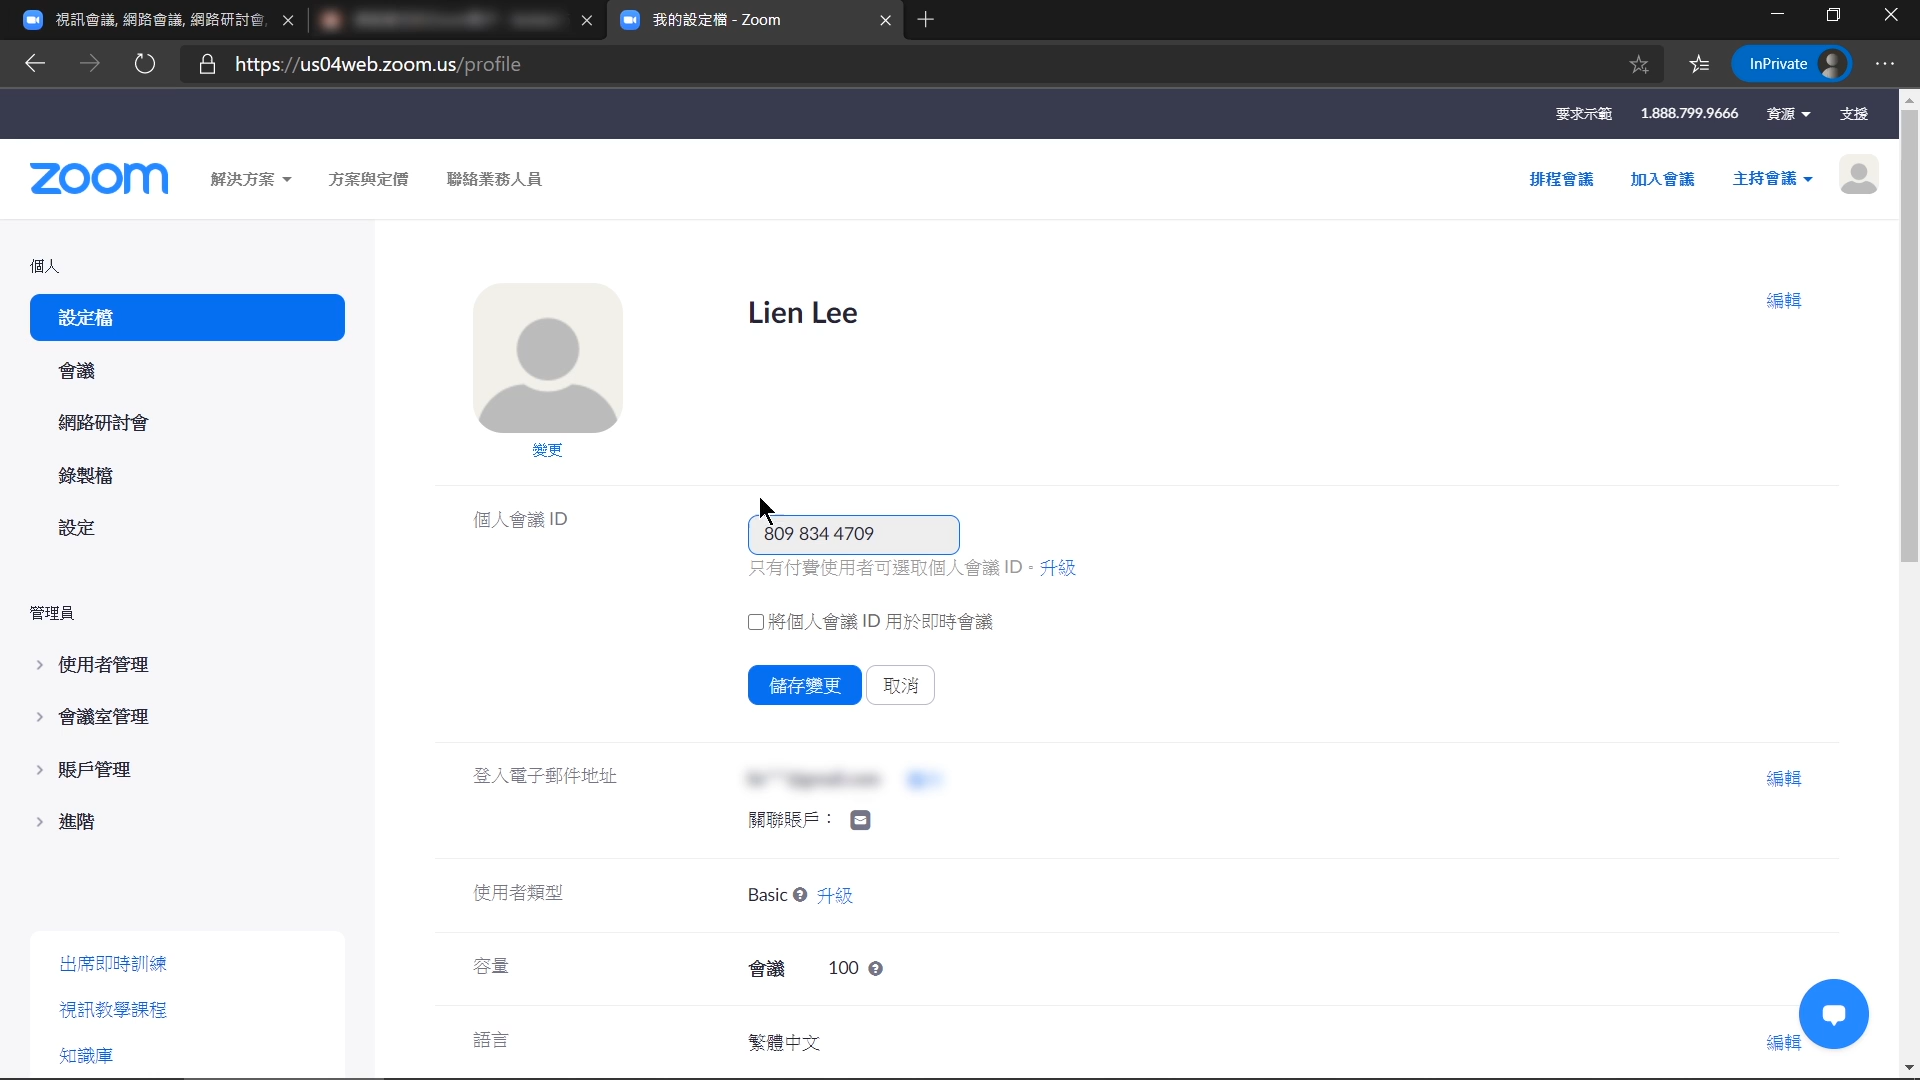 視訊會議, 網路會議, 網路研討會,
我的設定檔 - Zoom
https://us04web.zoom.us/profile
InPrivate
要求示範 1.888.799.9666 資源 支援
zoom 解決方案 方案與定價 聯絡業務人員 排程會議 加入會議 主持會議
個人
設定檔
會議
網路研討會
錄製檔
設定
管理員
使用者管理
會議室管理
賬戶管理
進階
出席即時訓練
視訊教學課程
知識庫
Lien Lee 編輯
變更
個人會議 ID 809 834 4709
只有付費使用者可選取個人會議 ID。升級
將個人會議 ID 用於即時會議
儲存變更 取消
登入電子郵件地址 編輯
關聯賬戶：
使用者類型 Basic 升級
容量 會議 100
語言 繁體中文 編輯